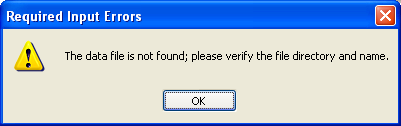 Required Input Errors
The data file is not found; please verify the file directory and name.
OK